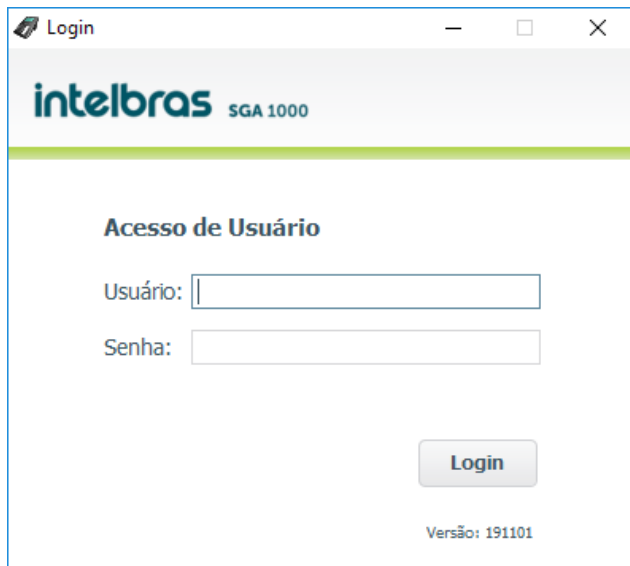 Login
intelbras SGA 1000
Acesso de Usuário
Usuário:
Senha:
Login
Versão: 191101